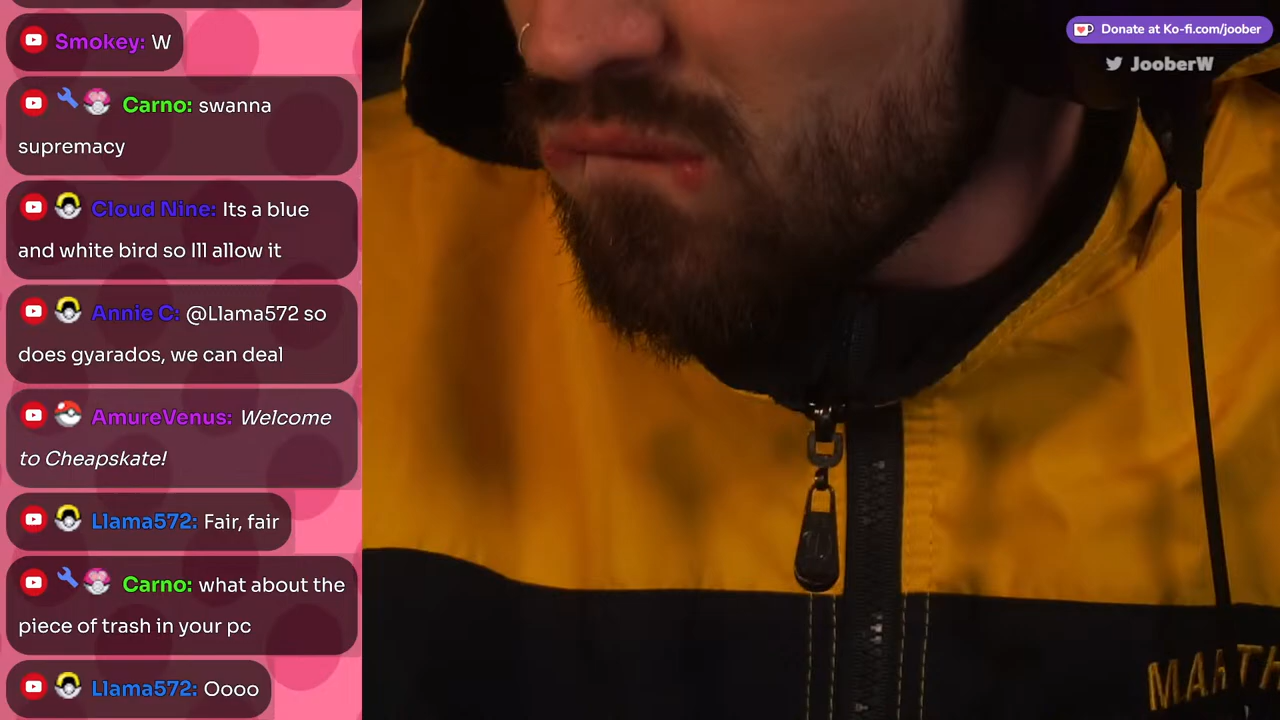 Smokey: W
Carno: swanna
supremacy
Cloud Nine: Its a blue
and white bird so Ill allow it
Annie C: @Llama572 so
does gyarados, we can deal
AmureVenus: Welcome
to Cheapskate!
Llama572: Fair, fair
Carno: what about the
piece of trash in your pc
Llama572: Oooo
Donate at Ko-fi.com/joober
JooberW